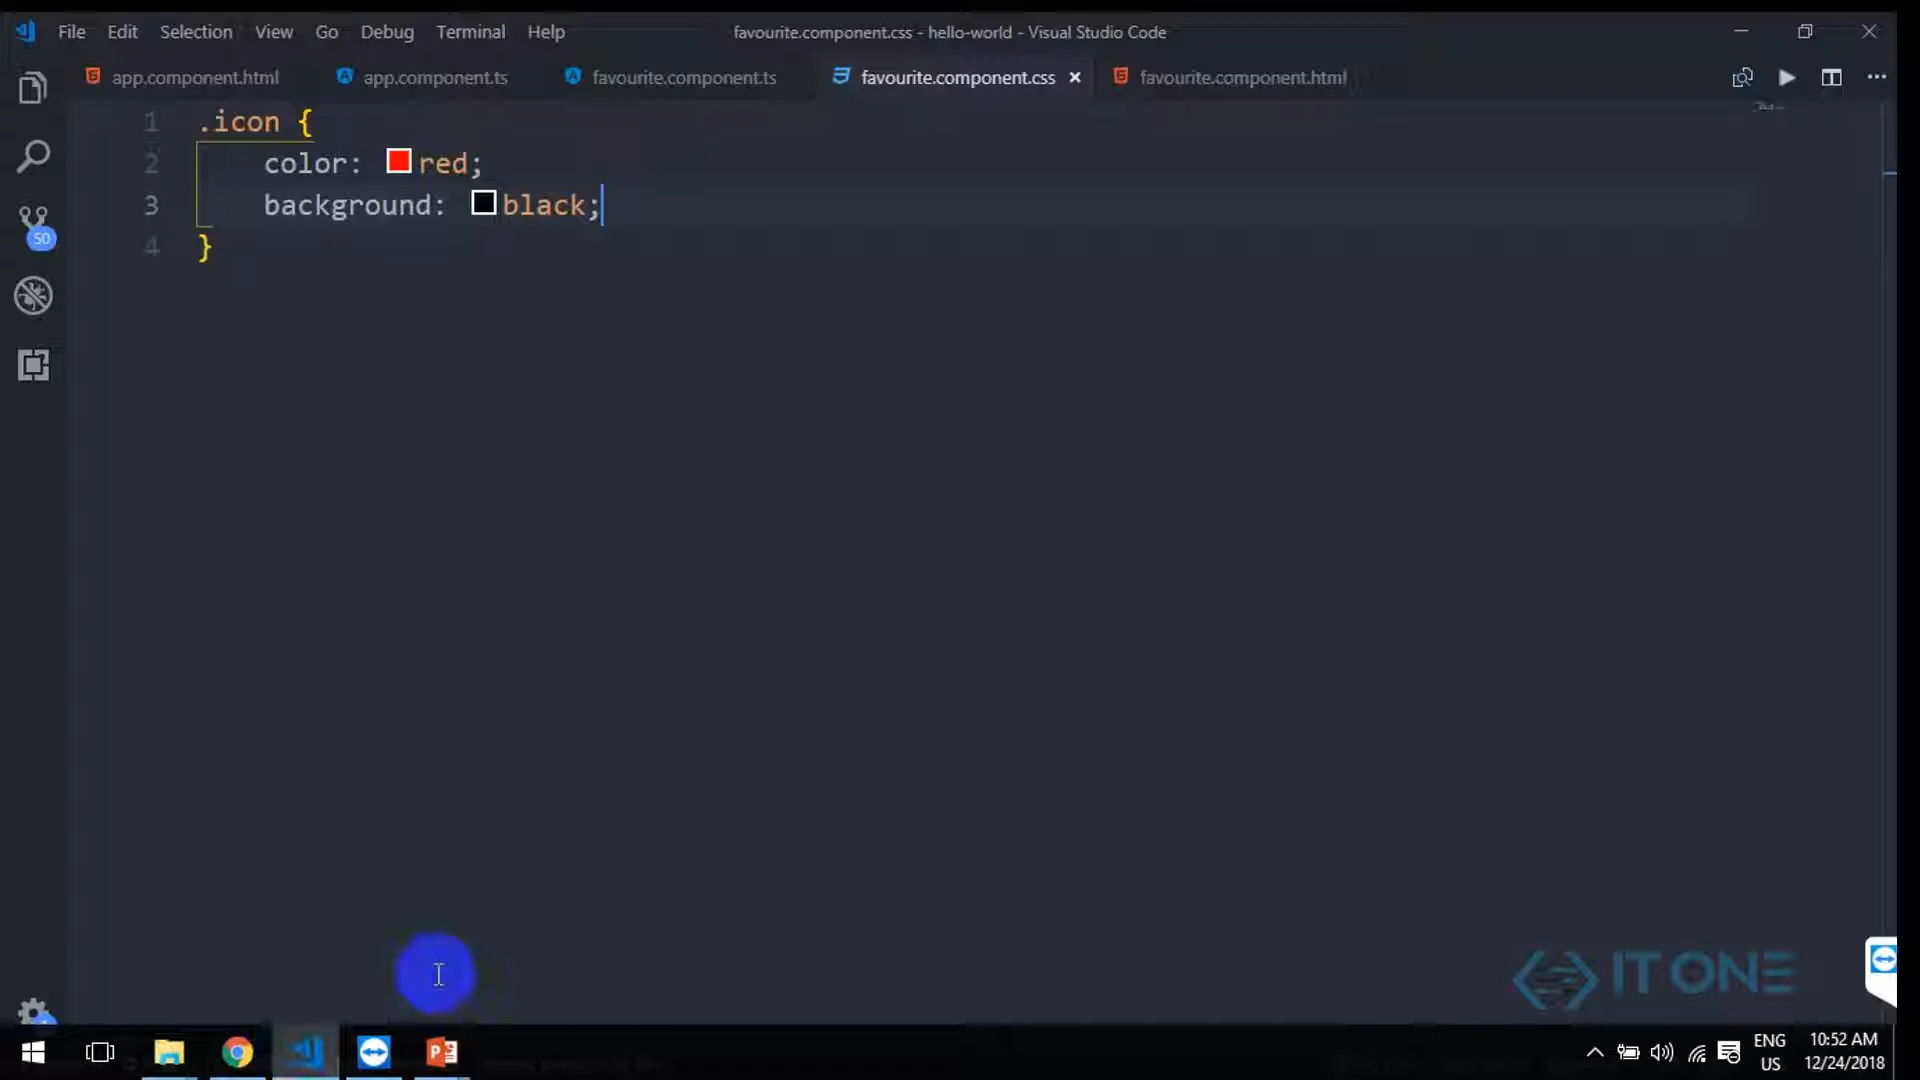 File Edit Selection View Go Debug Terminal Help
favourite.component.css - hello-world - Visual Studio Code
app.component.html app.component.ts favourite.component.ts favourite.component.css favourite.component.html
1 .icon {
2 color: red;
3 background: black;
4 }
50
IT ONE
ENG
US
10:52 AM
12/24/2018